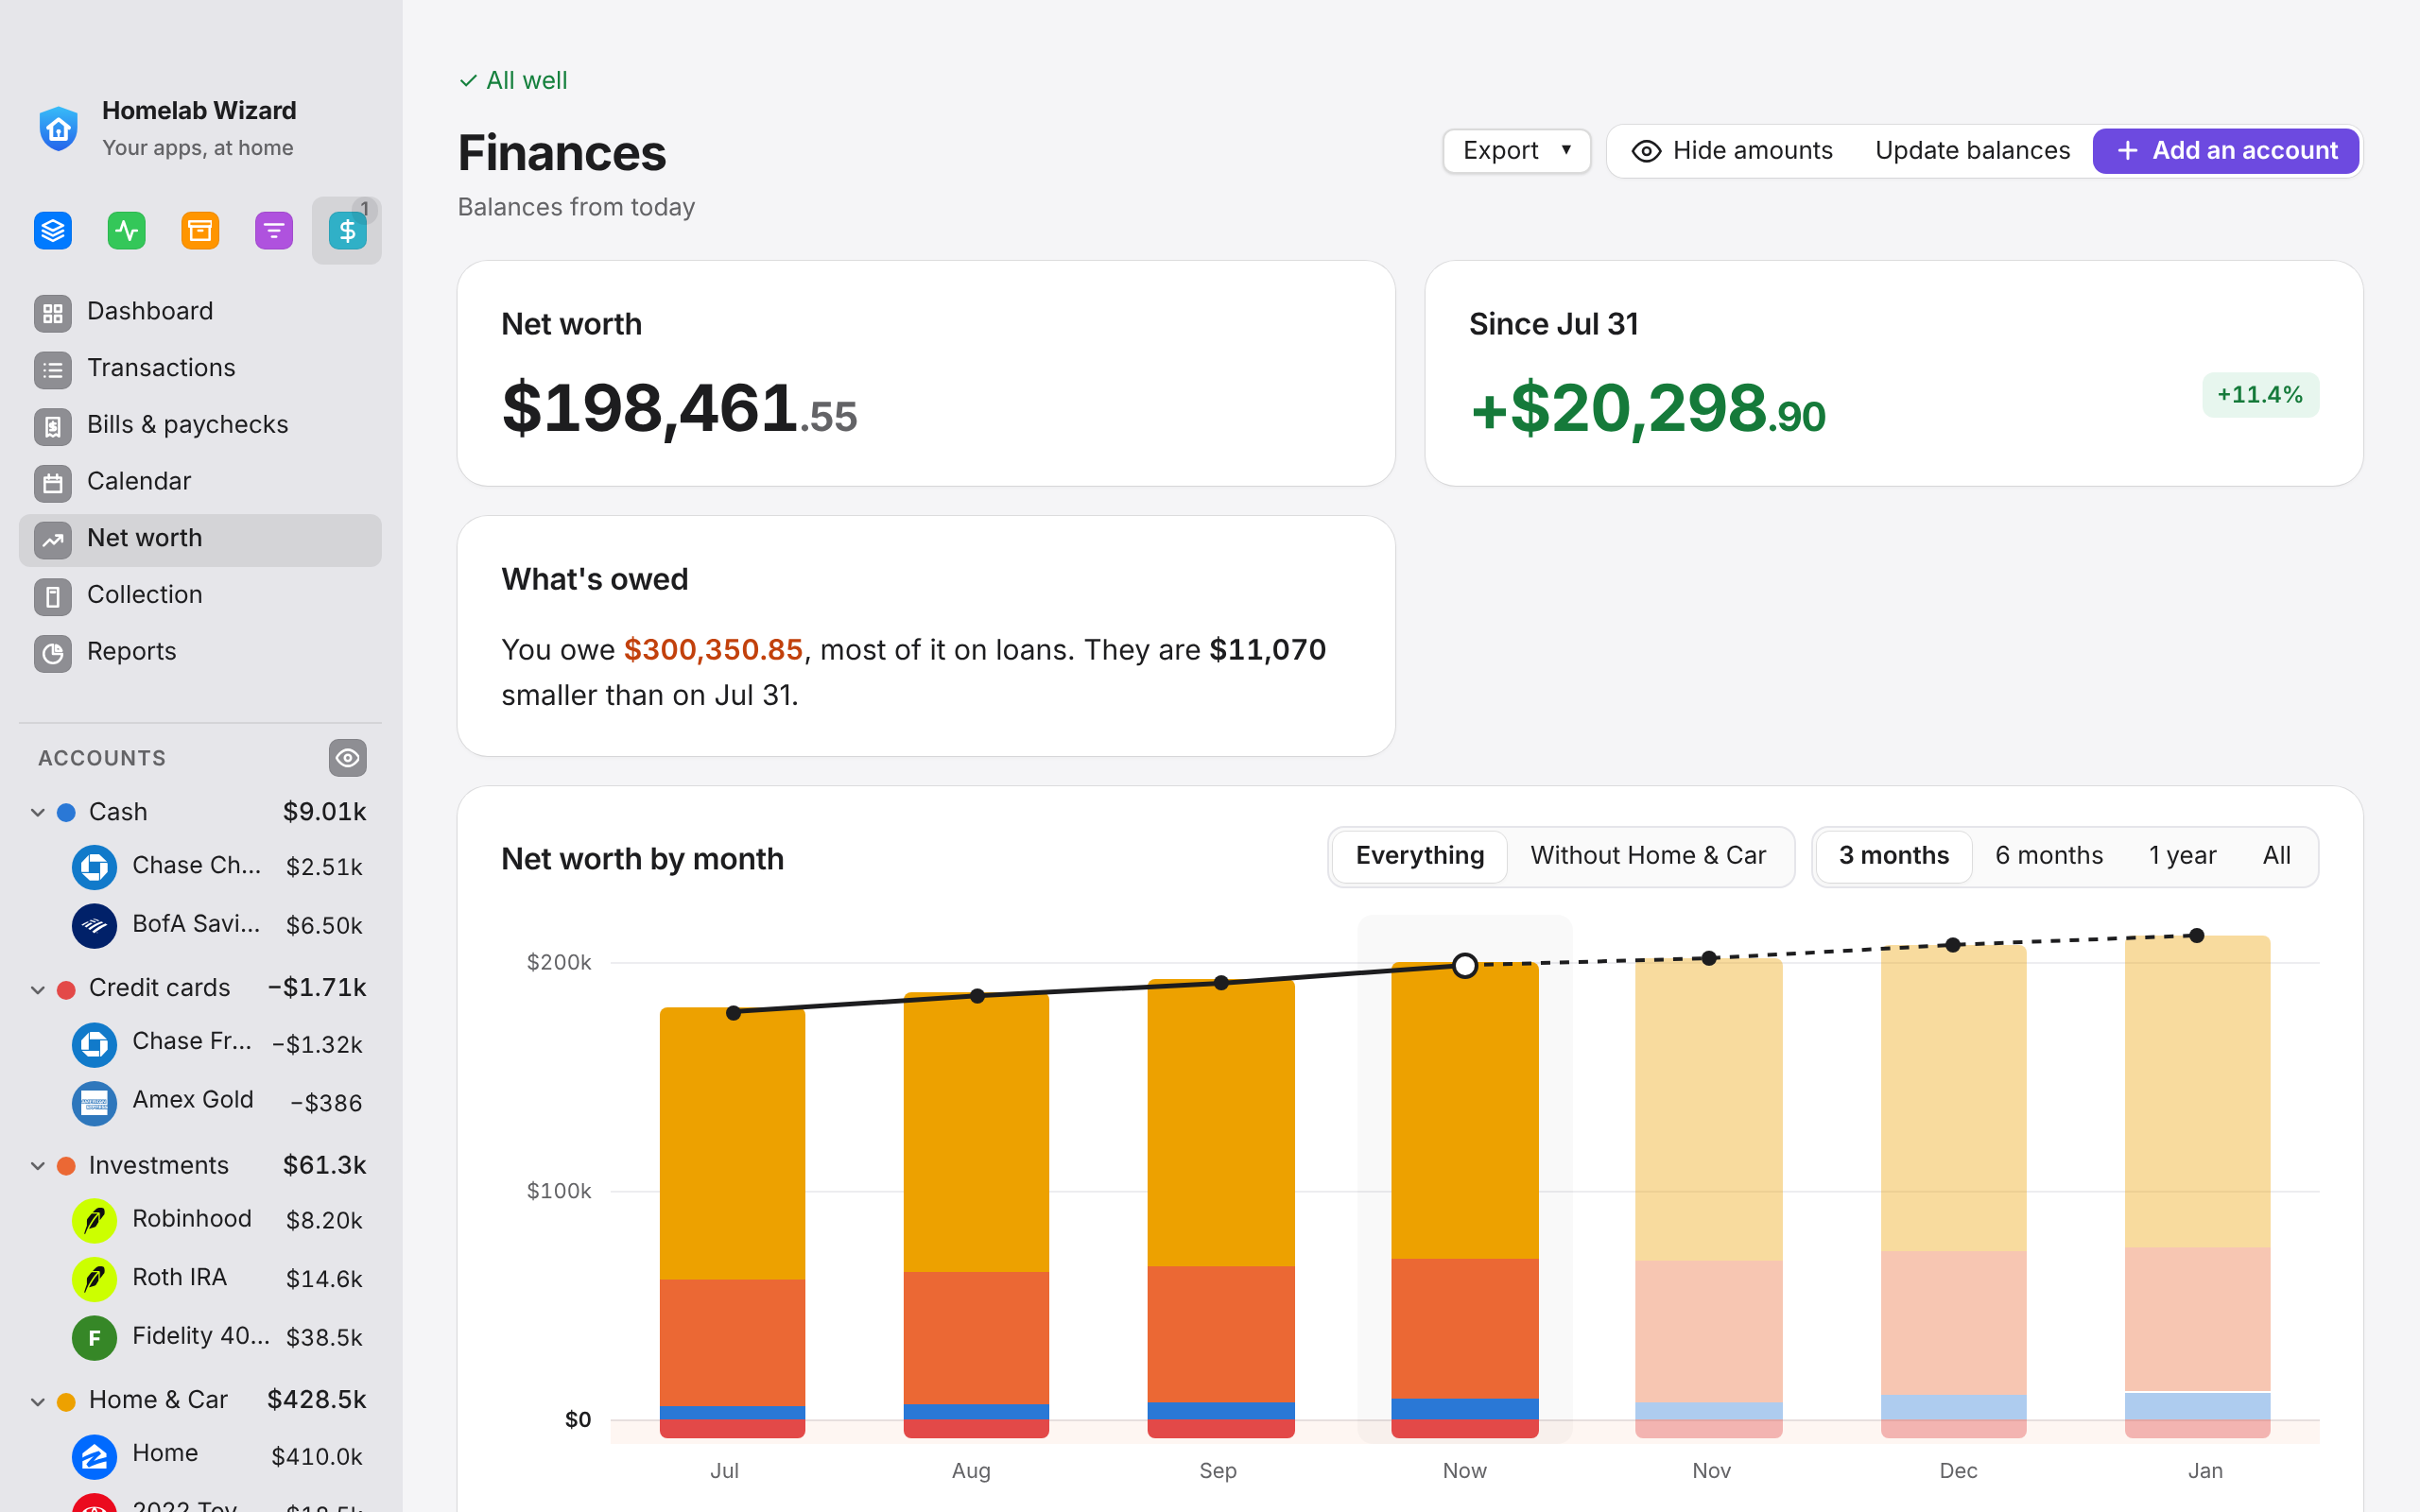 Homelab Wizard
Your apps, at home
1
Dashboard
Transactions
Bills & paychecks
Calendar
Net worth
Collection
Reports
ACCOUNTS
Cash $9.01k
Chase Ch... $2.51k
BofA Savi... $6.50k
Credit cards −$1.71k
Chase Fr... −$1.32k
Amex Gold −$386
Investments $61.3k
Robinhood $8.20k
Roth IRA $14.6k
F Fidelity 40... $38.5k
Home & Car $428.5k
Home $410.0k
2022 Toy... $18.5k
All well
Finances
Balances from today
Export
Hide amounts
Update balances
+ Add an account
Net worth
$198,461.55
Since Jul 31
+$20,298.90
+11.4%
What's owed
You owe $300,350.85, most of it on loans. They are $11,070
smaller than on Jul 31.
Net worth by month
Everything Without Home & Car
3 months 6 months 1 year All
$200k
$100k
$0
Jul Aug Sep Now Nov Dec Jan